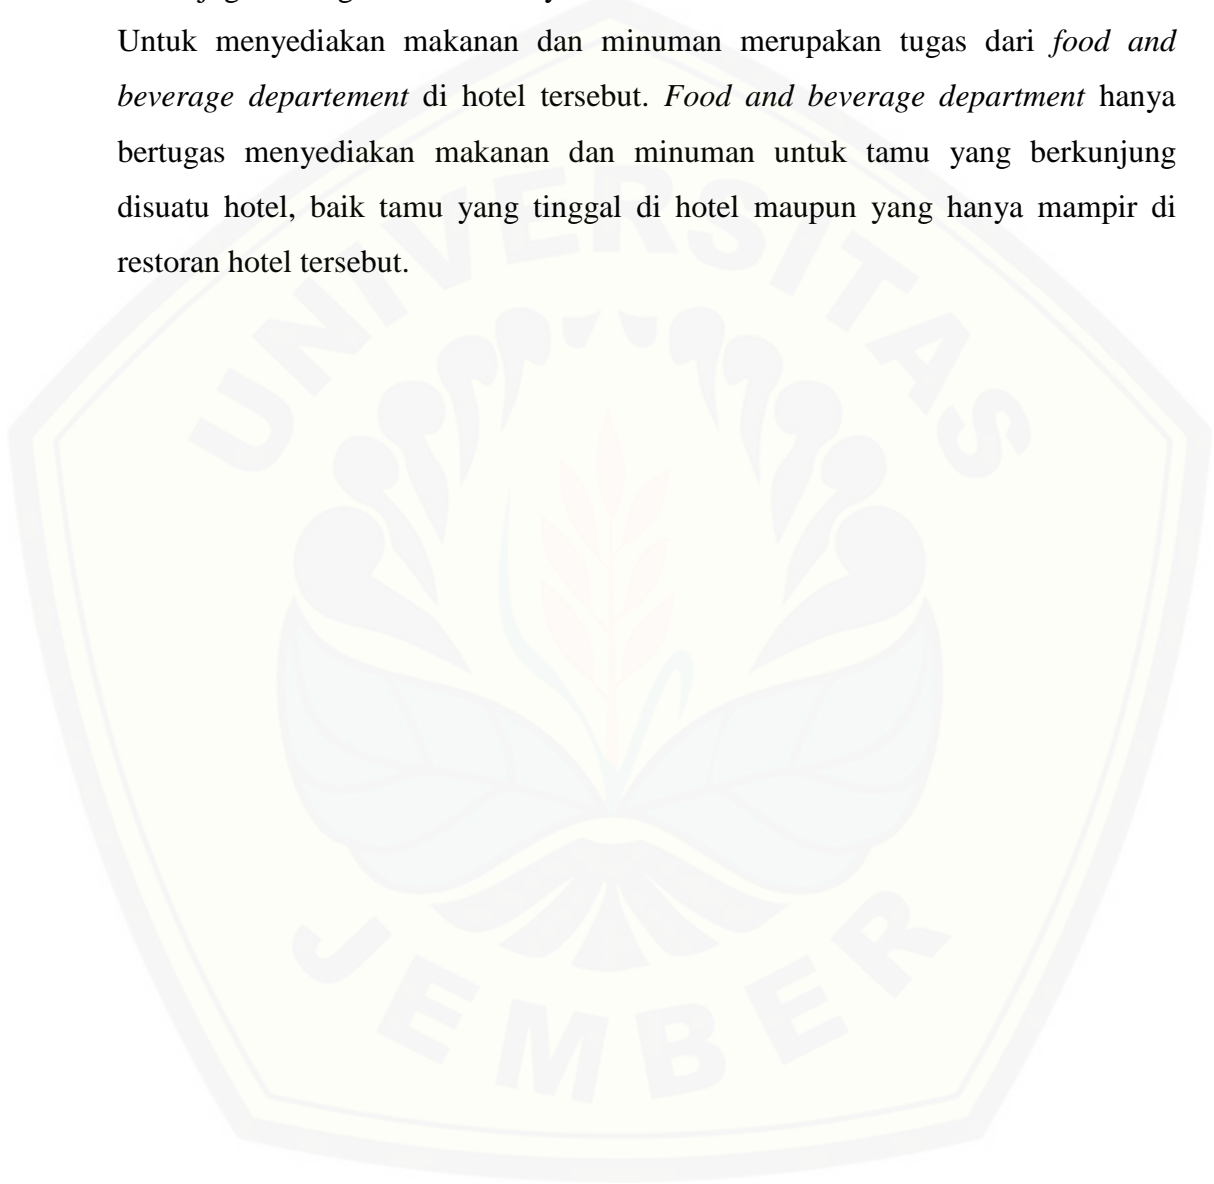 Untuk menyediakan makanan dan minuman merupakan tugas dari food and
beverage departement di hotel tersebut. Food and beverage department hanya
bertugas menyediakan makanan dan minuman untuk tamu yang berkunjung
disuatu hotel, baik tamu yang tinggal di hotel maupun yang hanya mampir di
restoran hotel tersebut.
UNIVERSITAS
JEMBER